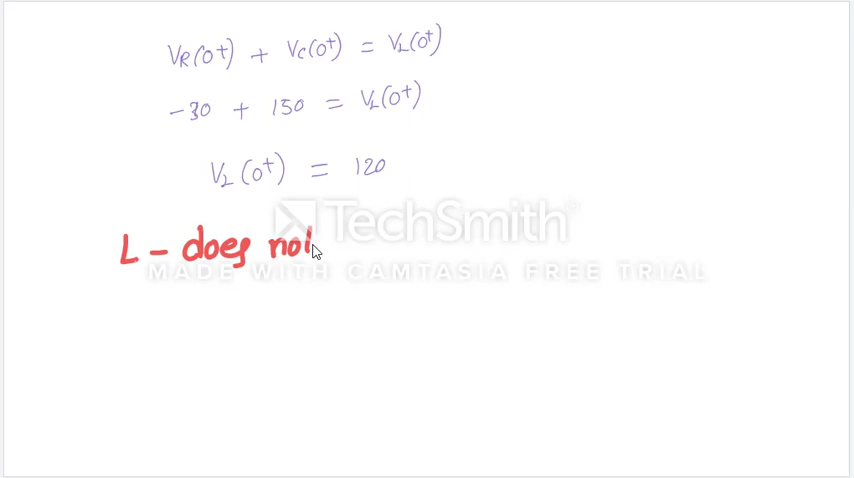 VR(0+) + VC(0+) = VL(0+)
-30 + 150 = VL(0+)
VL(0+) = 120
TechSmith®
L - does not
MADE WITH CAMTASIA FREE TRIAL